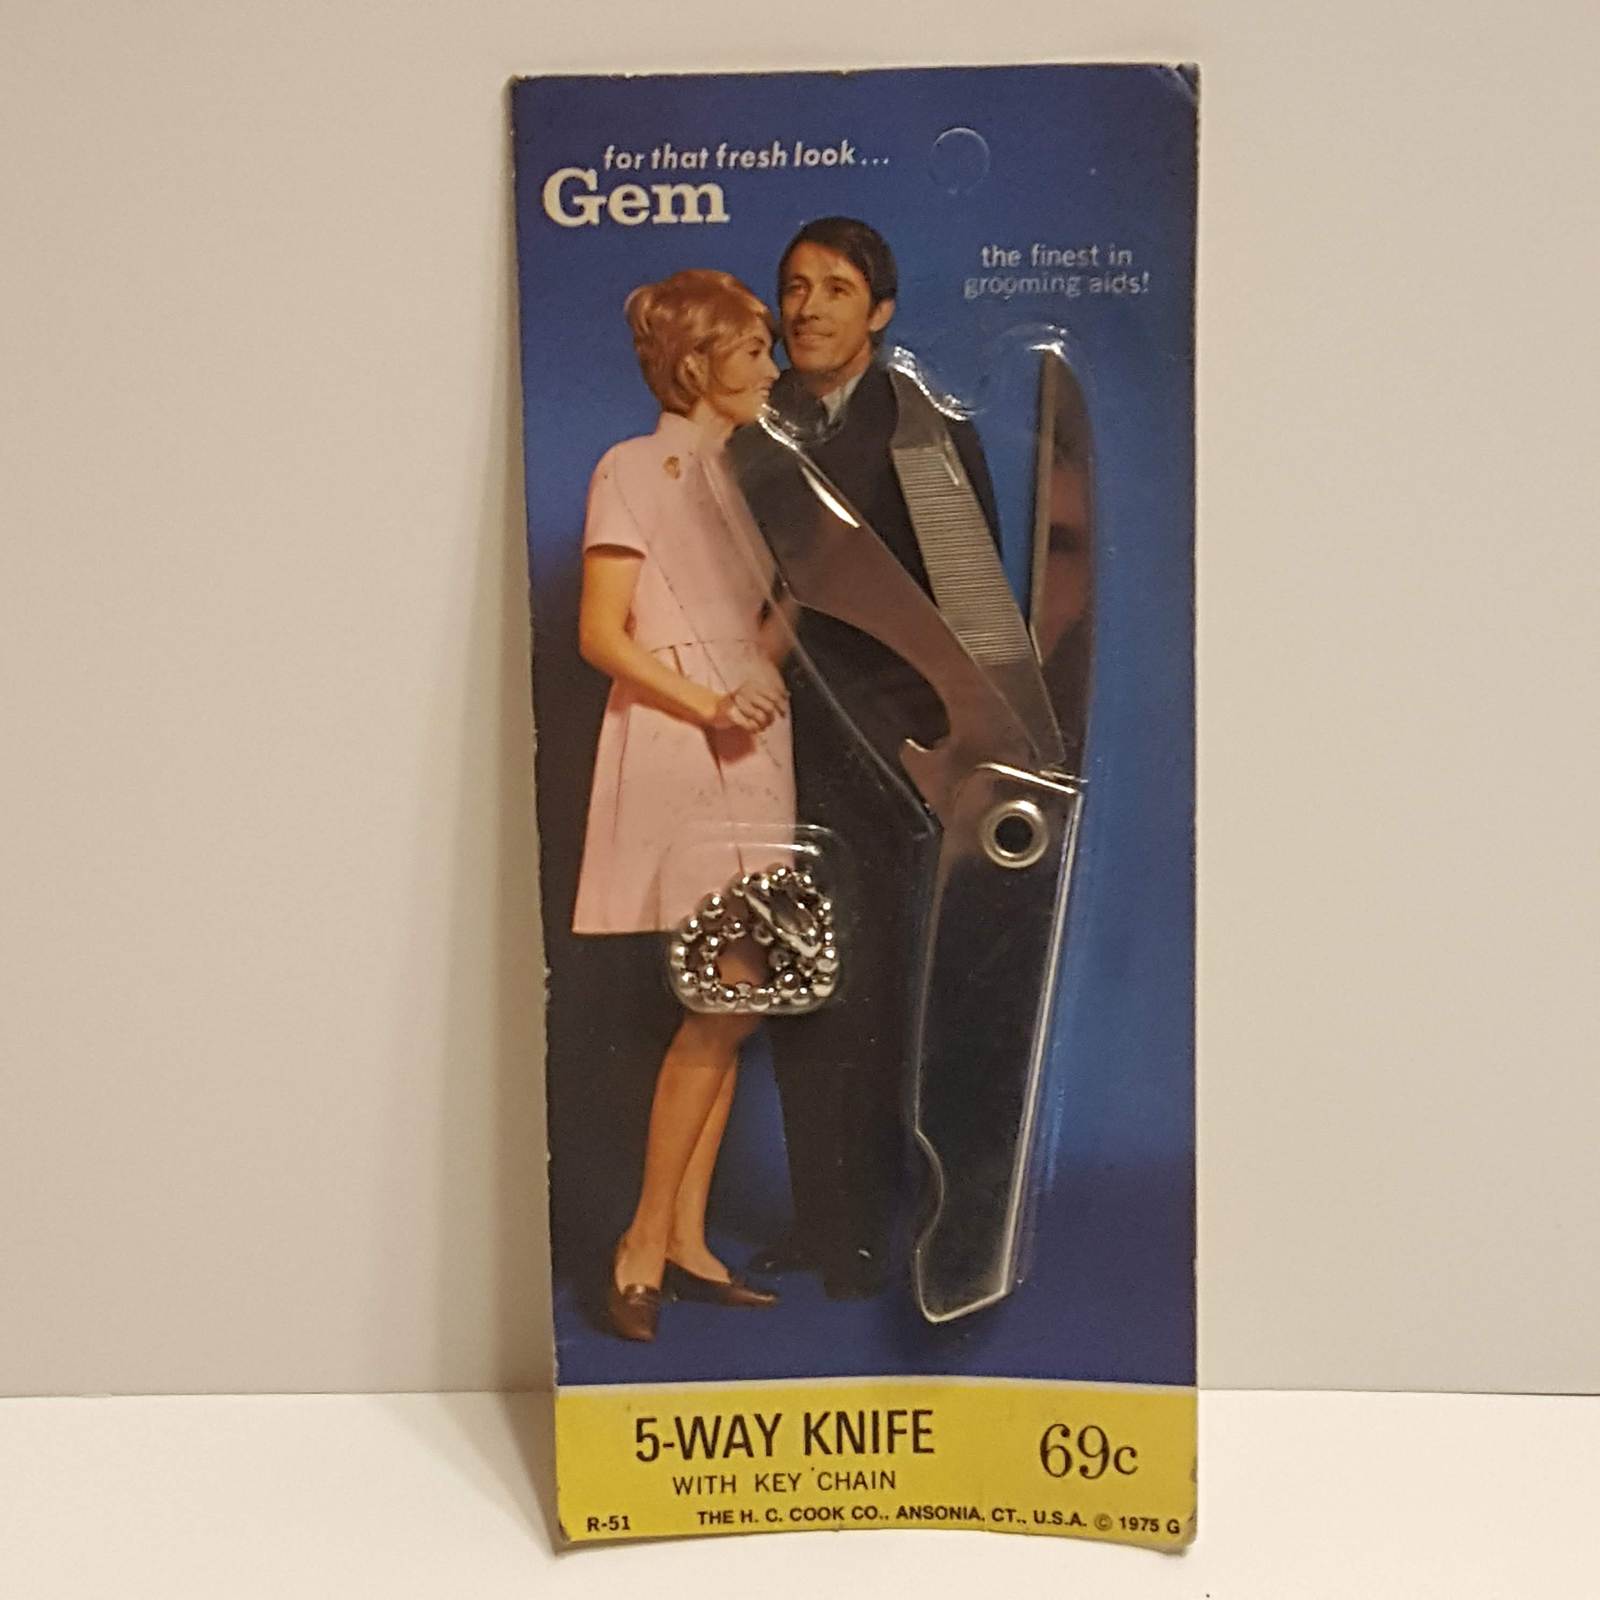 for that fresh look...
Gem
the finest in
grooming aids!
5-WAY KNIFE
69c
WITH KEY CHAIN
R-51
THE H. C. COOK CO., ANSONIA, CT., U.S.A. © 1975 G